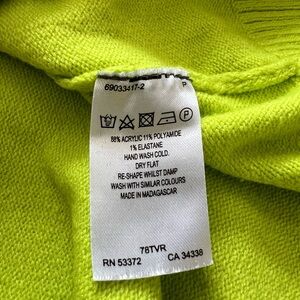 69033417-2
P
P
88% ACRYLIC 11% POLYAMIDE
1% ELASTANE
HAND WASH COLD.
DRY FLAT
RE-SHAPE WHILST DAMP
WASH WITH SIMILAR COLOURS
MADE IN MADAGASCAR
78TVR
RN 53372 CA 34338